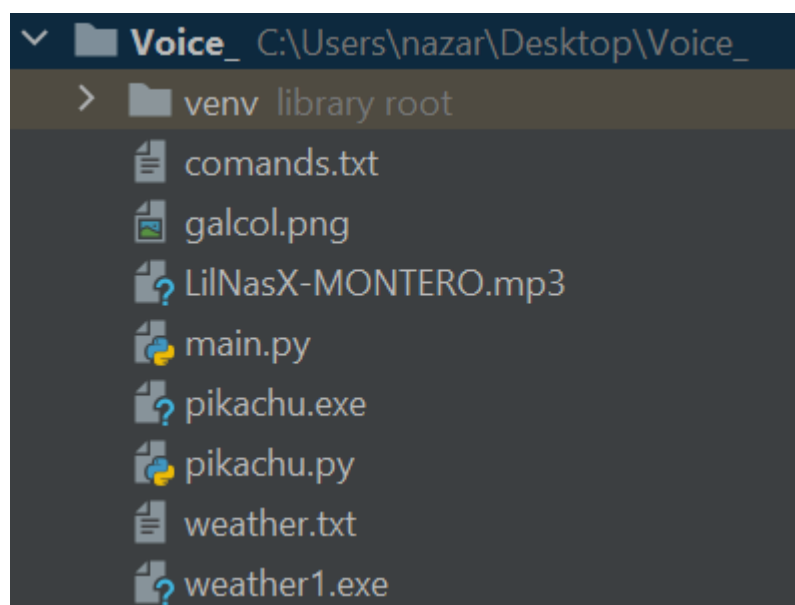 Voice_ C:\Users\nazar\Desktop\Voice_
venv library root
comands.txt
galcol.png
LilNasX-MONTERO.mp3
main.py
pikachu.exe
pikachu.py
weather.txt
weather1.exe